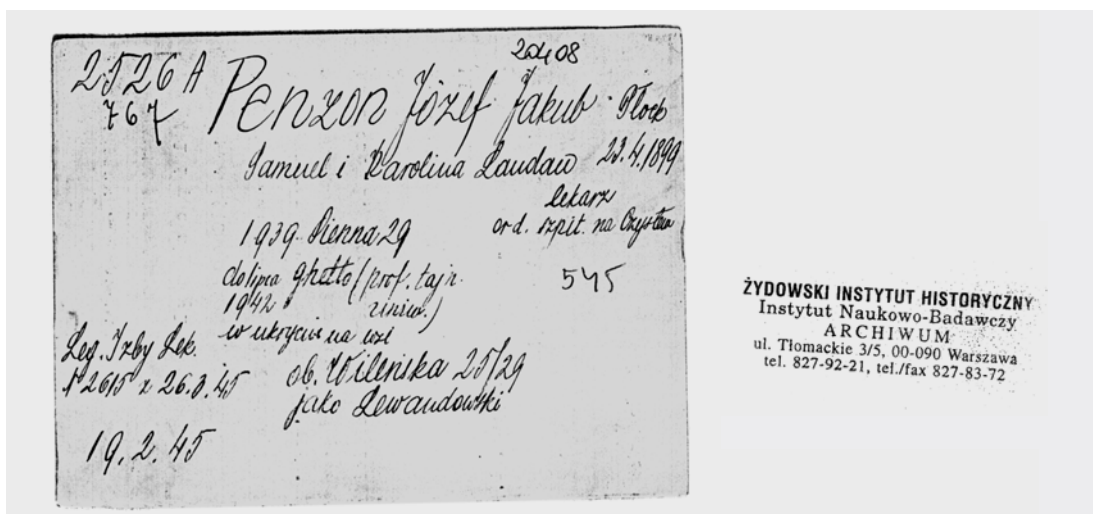 20408
2526 A
767
Penzon Józef Jakub Płock
Samuel i Karolina Landau 23.4.1899
lekarz
1939 Sienna 29 ord. szpit. na Czystem
do lipca ghetto (prof. tajn. 545
1942 uniw.)
w ukryciu na wsi
Leg. Izby Lek.
N 2615 z 26.3.45 ob. Wileńska 25/29
jako Lewandowski
19.2.45
ŻYDOWSKI INSTYTUT HISTORYCZNY
Instytut Naukowo-Badawczy
ARCHIWUM
ul. Tłomackie 3/5, 00-090 Warszawa
tel. 827-92-21, tel./fax 827-83-72